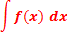 ∫ f(x) dx